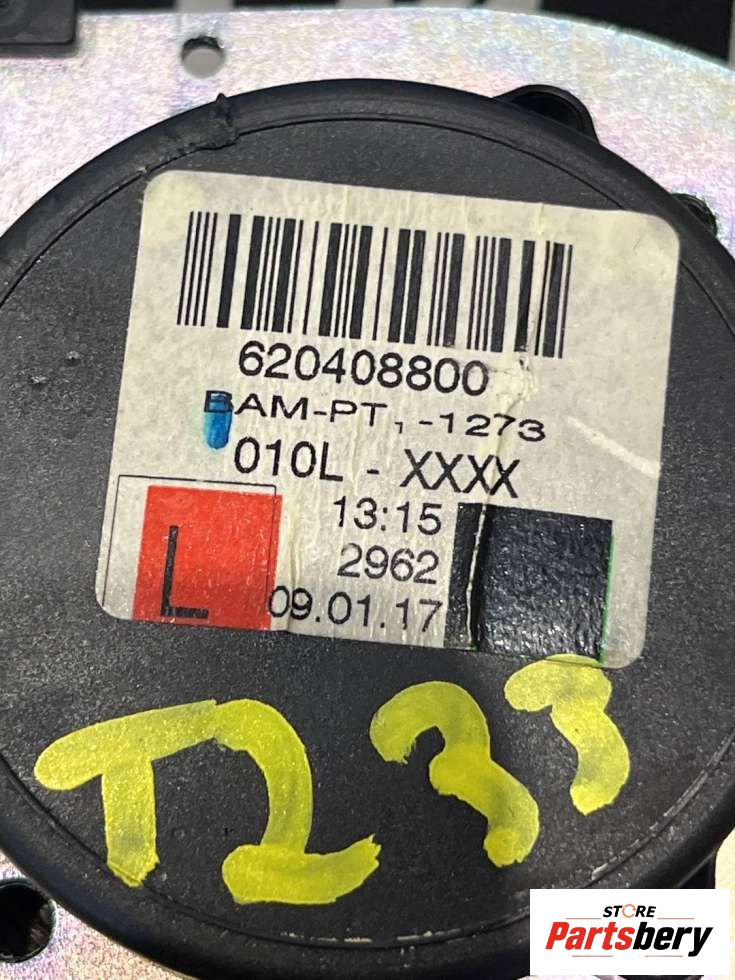 620408800
BAM-PT, -1273
010L - XXXX
13:15
L
2962
09.01.17
T233
STORE
Partsbery